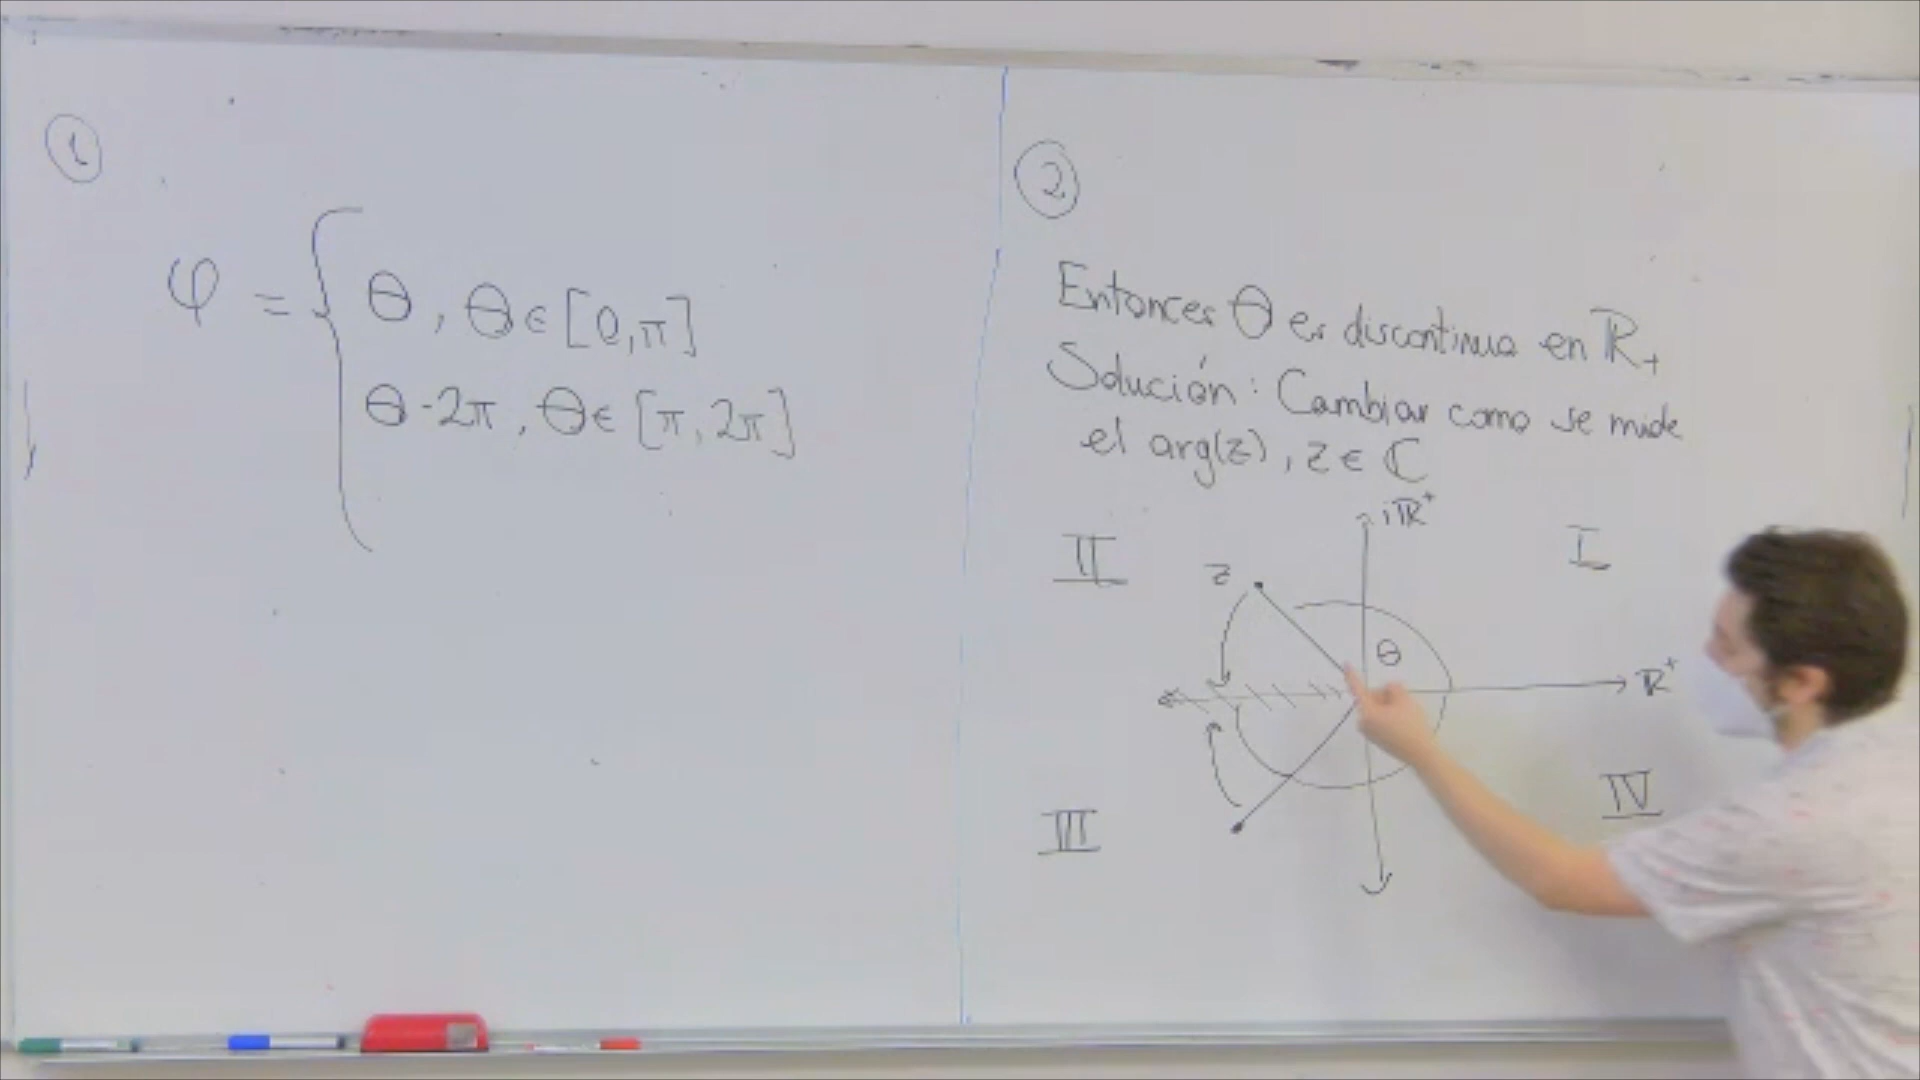 1
φ = { θ, θ ∈ [0, π]
θ - 2π, θ ∈ [π, 2π]
2
Entonces θ es discontinua en ℝ₊
Solución: Cambiar como se mide
el arg(z), z ∈ ℂ
iℝ⁺
II
I
z
θ
ℝ⁺
III
IV